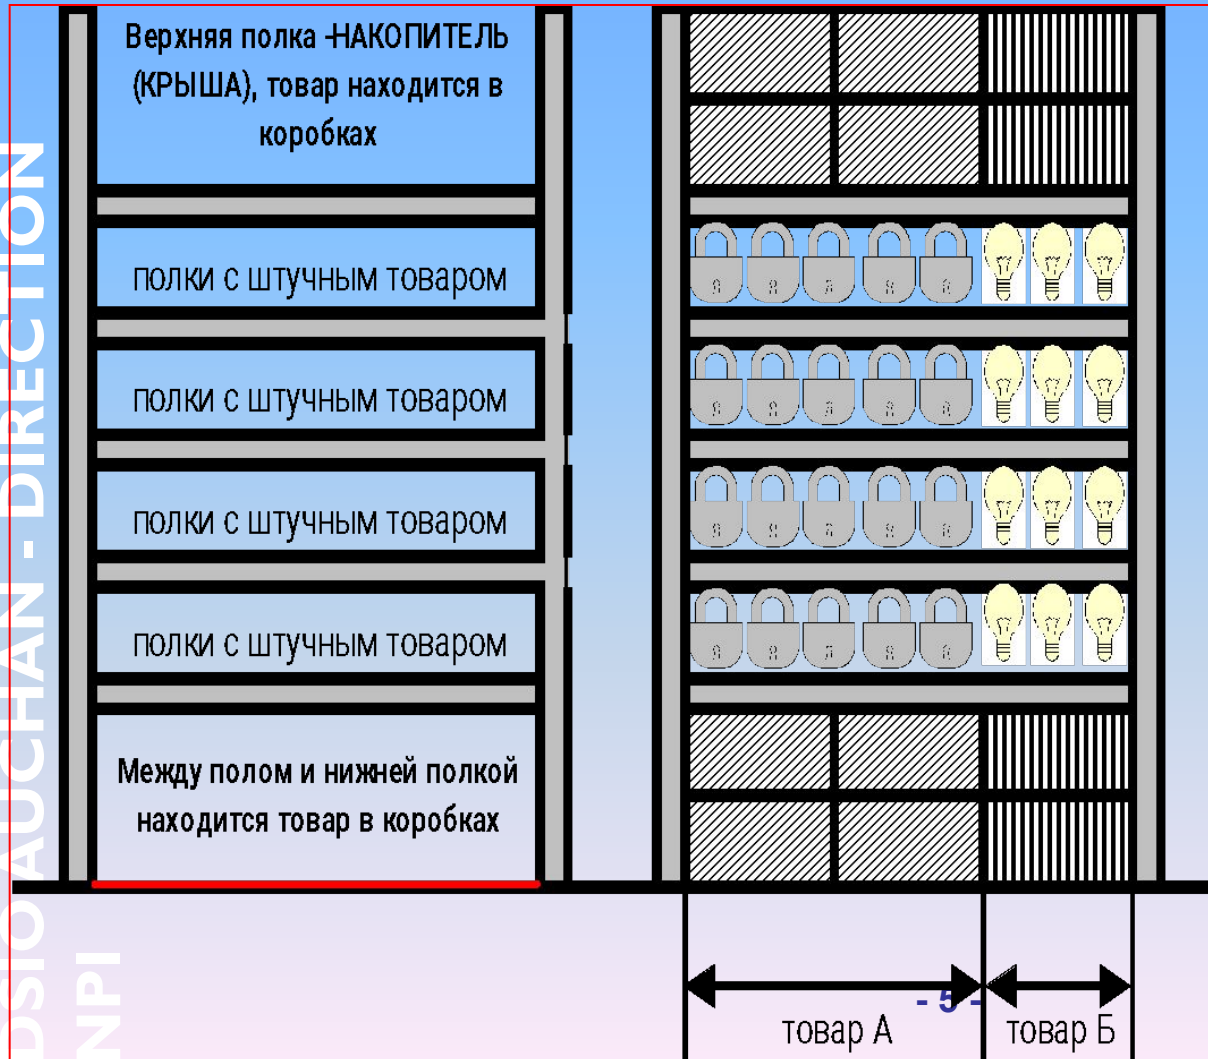 Верхняя полка -НАКОПИТЕЛЬ
(КРЫША), товар находится в
коробках
полки с штучным товаром
полки с штучным товаром
полки с штучным товаром
полки с штучным товаром
Между полом и нижней полкой
находится товар в коробках
товар А
товар Б
- 5 -
AUCHAN - DIRECTION
NPI